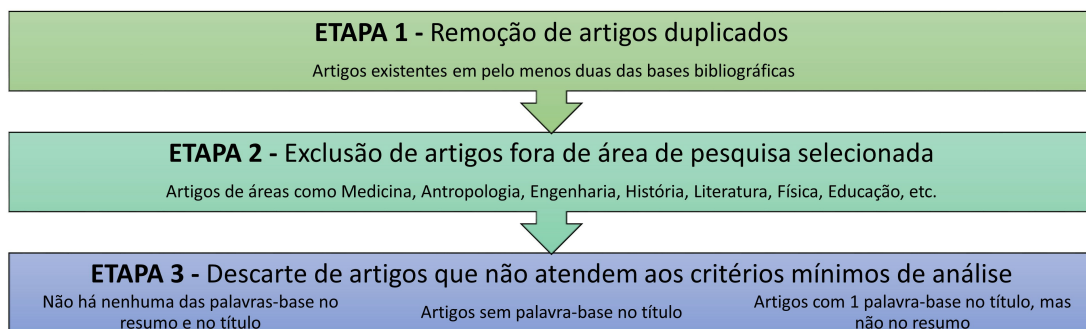 ETAPA 1 - Remoção de artigos duplicados
Artigos existentes em pelo menos duas das bases bibliográficas
ETAPA 2 - Exclusão de artigos fora de área de pesquisa selecionada
Artigos de áreas como Medicina, Antropologia, Engenharia, História, Literatura, Física, Educação, etc.
ETAPA 3 - Descarte de artigos que não atendem aos critérios mínimos de análise
Não há nenhuma das palavras-base no
resumo e no título
Artigos sem palavra-base no título
Artigos com 1 palavra-base no título, mas
não no resumo